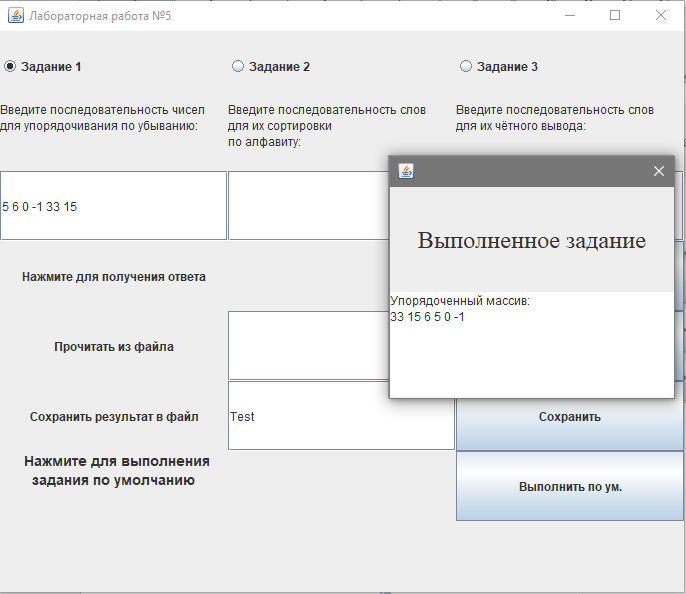 Лабораторная работа №5
Задание 1
Задание 2
Задание 3
Введите последовательность чисел
для упорядочивания по убыванию:
Введите последовательность слов
для их сортировки
по алфавиту:
Введите последовательность слов
для их чётного вывода:
5 6 0 -1 33 15
Выполненное задание
Упорядоченный массив:
33 15 6 5 0 -1
Нажмите для получения ответа
Прочитать из файла
Сохранить результат в файл
Test
Сохранить
Нажмите для выполнения
задания по умолчанию
Выполнить по ум.